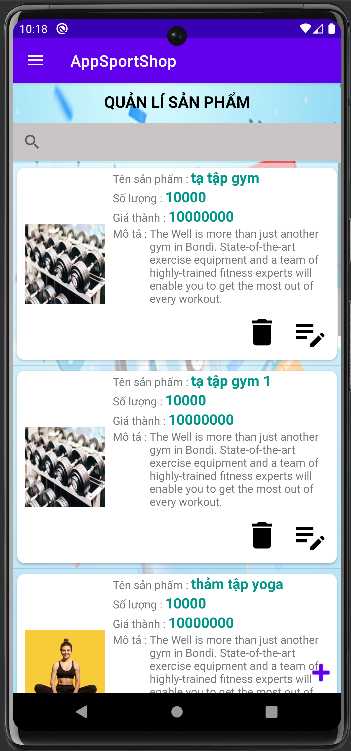 10:18
AppSportShop
QUẢN LÍ SẢN PHẨM
Tên sản phẩm : tạ tập gym
Số lượng : 10000
Giá thành : 10000000
Mô tả : The Well is more than just another
gym in Bondi. State-of-the-art
exercise equipment and a team of
highly-trained fitness experts will
enable you to get the most out of
every workout.
Tên sản phẩm : tạ tập gym 1
Số lượng : 10000
Giá thành : 10000000
Mô tả : The Well is more than just another
gym in Bondi. State-of-the-art
exercise equipment and a team of
highly-trained fitness experts will
enable you to get the most out of
every workout.
Tên sản phẩm : thảm tập yoga
Số lượng : 10000
Giá thành : 10000000
Mô tả : The Well is more than just another
gym in Bondi. State-of-the-art
exercise equipment and a team of
highly-trained fitness experts will
enable you to get the most out of